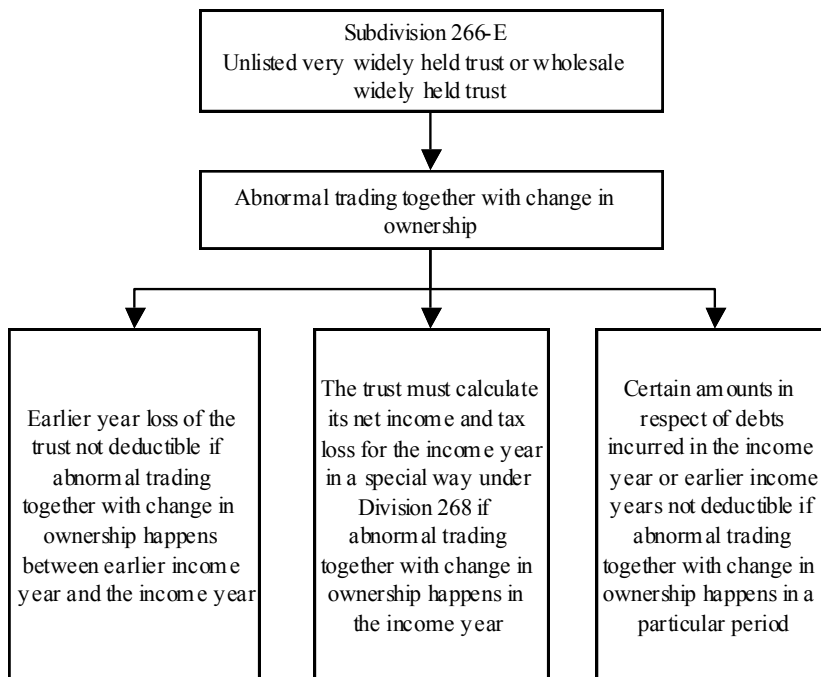 Subdivision 266-E
Unlisted very widely held trust or wholesale
widely held trust
Abnormal trading together with change in
ownership
Earlier year loss of the
trust not deductible if
abnormal trading
together with change in
ownership happens
between earlier income
year and the income year
The trust must calculate
its net income and tax
loss for the income year
in a special way under
Division 268 if
abnormal trading
together with change in
ownership happens in
the income year
Certain amounts in
respect of debts
incurred in the income
year or earlier income
years not deductible if
abnormal trading
together with change in
ownership happens in a
particular period